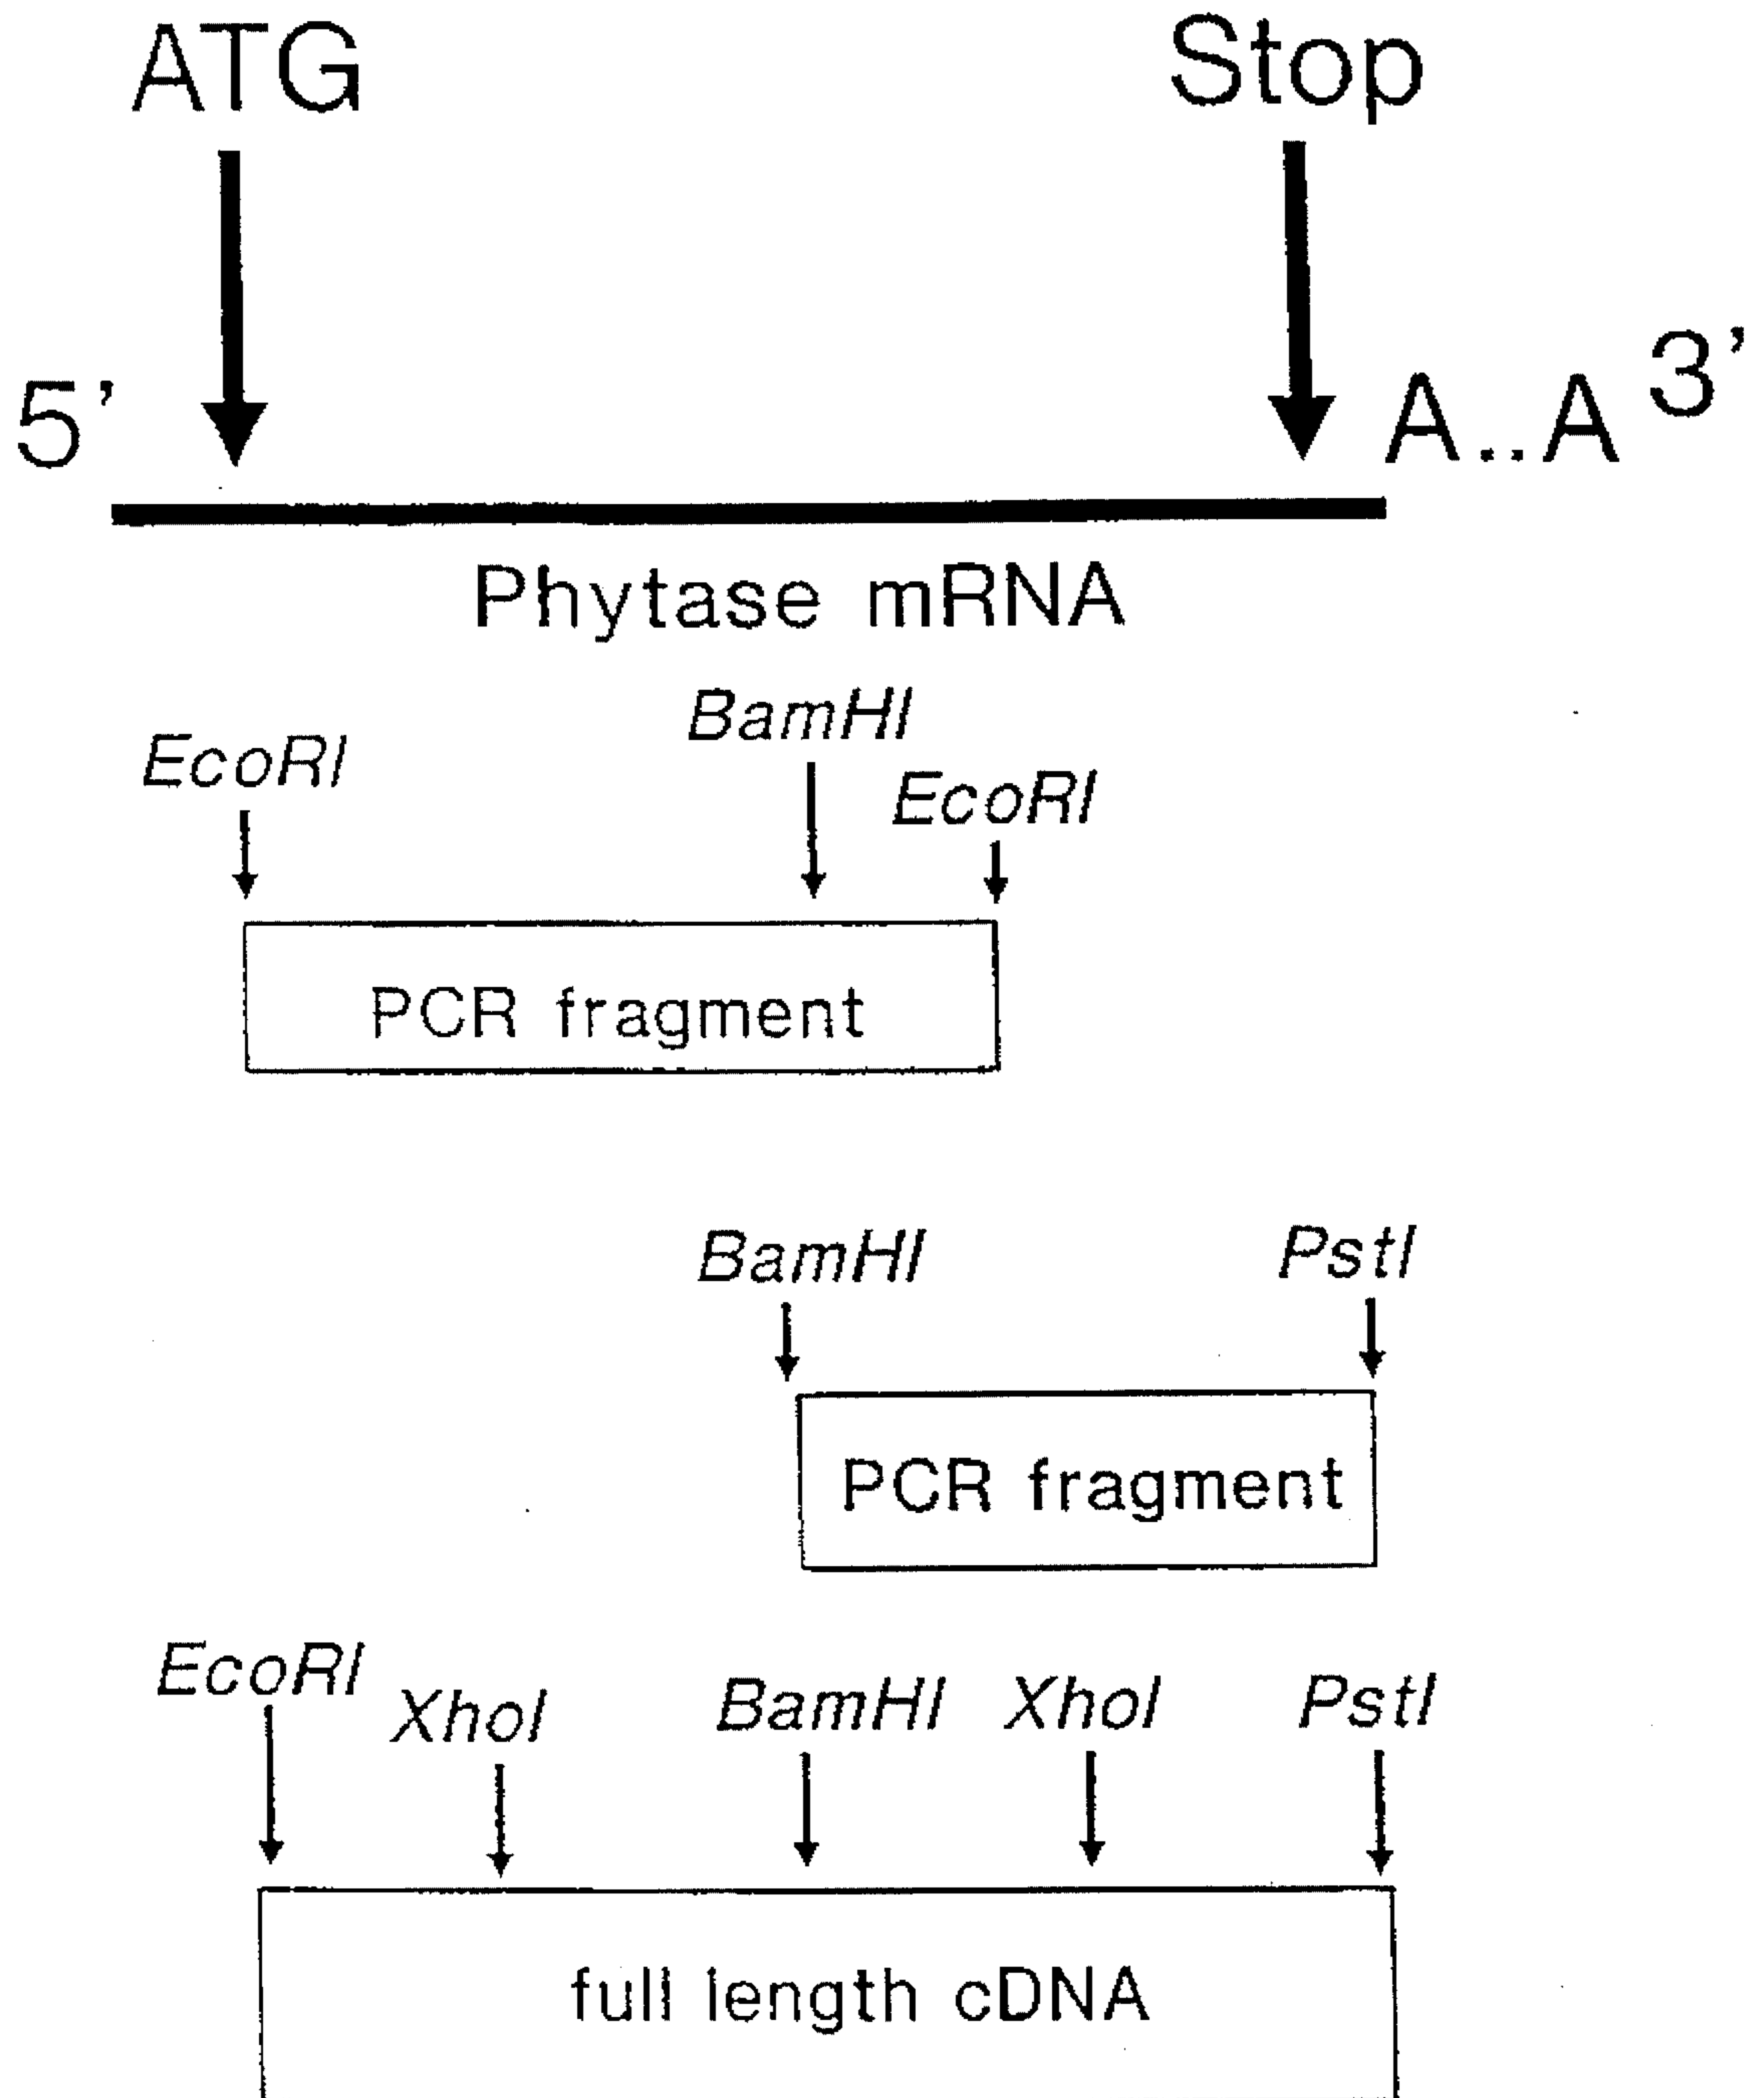 ATG Stop
5' A..A 3'
Phytase mRNA
BamHI
EcoRI
EcoRI
PCR fragment
BamHI PstI
PCR fragment
EcoRI XhoI BamHI XhoI PstI
full length cDNA